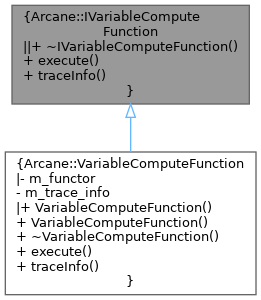 {Arcane::IVariableCompute
Function
||+ ~IVariableComputeFunction()
+ execute()
+ traceInfo()
}
{Arcane::VariableComputeFunction
|- m_functor
- m_trace_info
|+ VariableComputeFunction()
+ VariableComputeFunction()
+ ~VariableComputeFunction()
+ execute()
+ traceInfo()
}